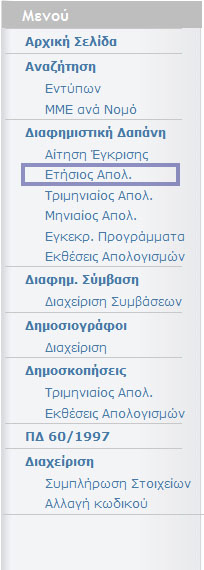 Μενού
Αρχική Σελίδα
Αναζήτηση
Εντύπων
ΜΜΕ ανά Νομό
Διαφημιστική Δαπάνη
Αίτηση Έγκρισης
Ετήσιος Απολ.
Τριμηνιαίος Απολ.
Μηνιαίος Απολ.
Εγκεκρ. Προγράμματα
Εκθέσεις Απολογισμών
Διαφημ. Σύμβαση
Διαχείριση Συμβάσεων
Δημοσιογράφοι
Διαχείριση
Δημοσκοπήσεις
Τριμηνιαίος Απολ.
Εκθέσεις Απολογισμών
ΠΔ 60/1997
Διαχείριση
Συμπλήρωση Στοιχείων
Αλλαγή κωδικού